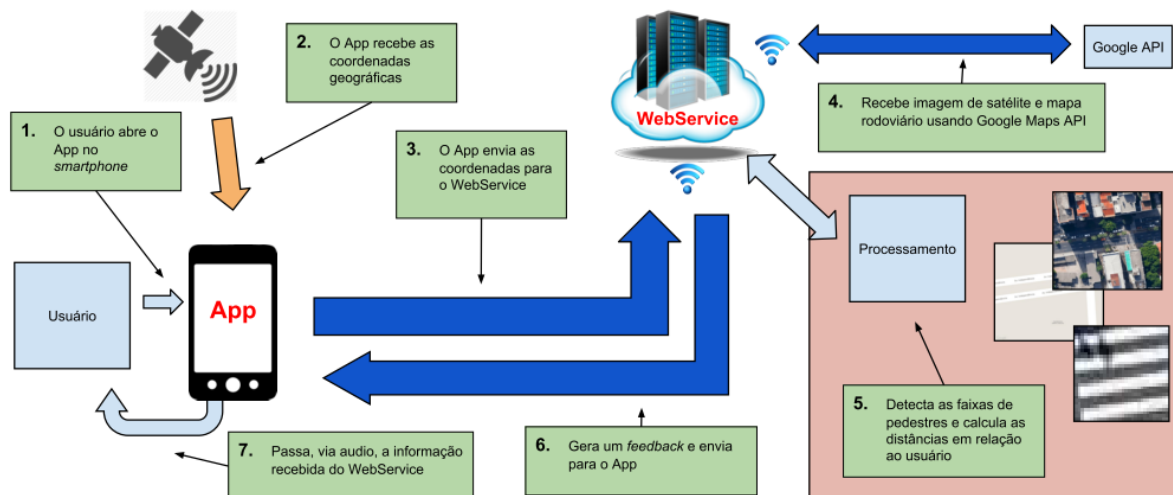 1. O usuário abre o
App no
smartphone
2. O App recebe as
coordenadas
geográficas
3. O App envia as
coordenadas para
o WebService
WebService
Google API
4. Recebe imagem de satélite e mapa
rodoviário usando Google Maps API
Usuário
App
Processamento
5. Detecta as faixas de
pedestres e calcula as
distâncias em relação
ao usuário
6. Gera um feedback e envia
para o App
7. Passa, via audio, a informação
recebida do WebService